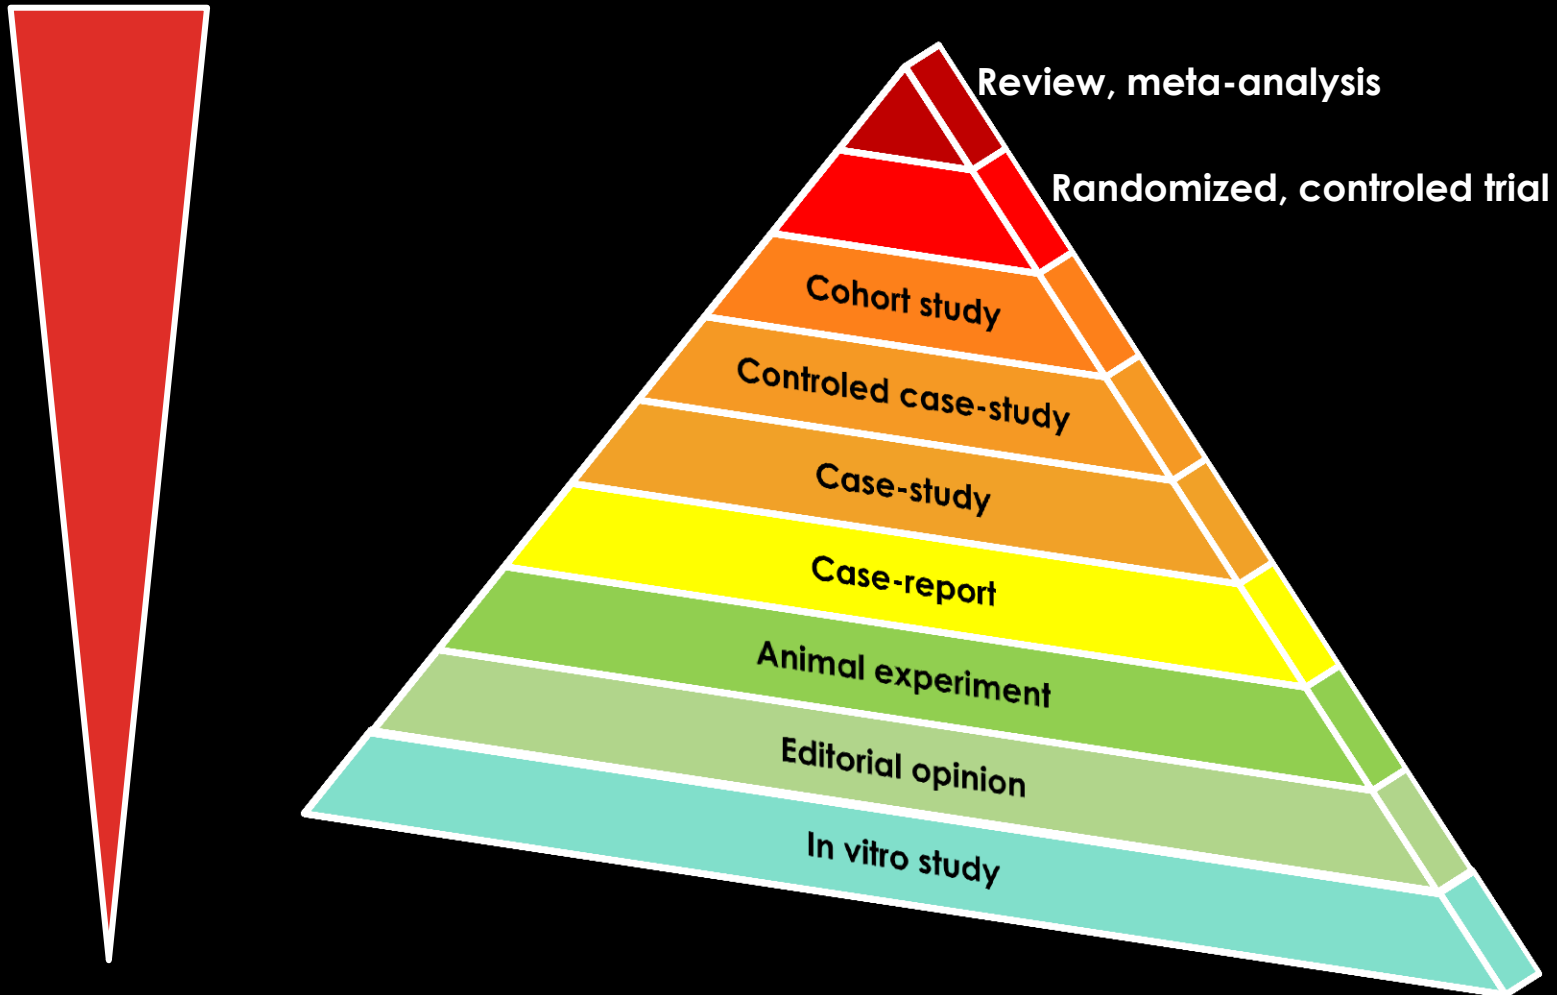 Review, meta-analysis
Randomized, controled trial
Cohort study
Controled case-study
Case-study
Case-report
Animal experiment
Editorial opinion
In vitro study